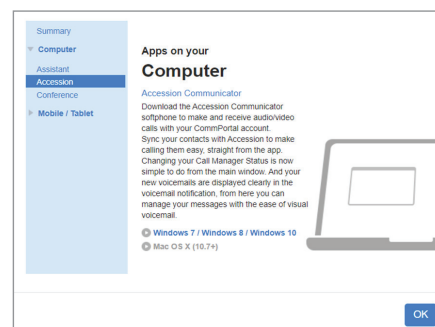 Summary
Computer
Assistant
Accession
Conference
Mobile / Tablet
Apps on your
Computer
Accession Communicator
Download the Accession Communicator
softphone to make and receive audio/video
calls with your CommPortal account.
Sync your contacts with Accession to make
calling them easy, straight from the app.
Changing your Call Manager Status is now
simple to do from the main window. And your
new voicemails are displayed clearly in the
voicemail notification, from here you can
manage your messages with the ease of visual
voicemail.
Windows 7 / Windows 8 / Windows 10
Mac OS X (10.7+)
OK